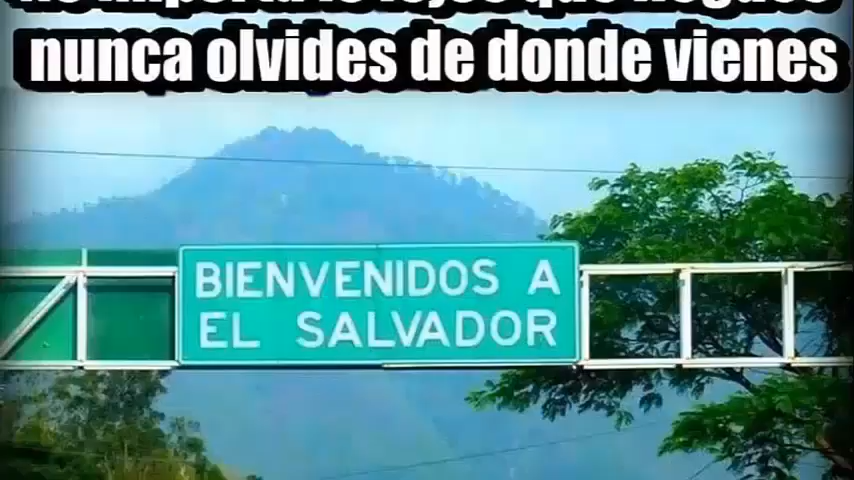 nunca olvides de donde vienes
BIENVENIDOS A
EL SALVADOR